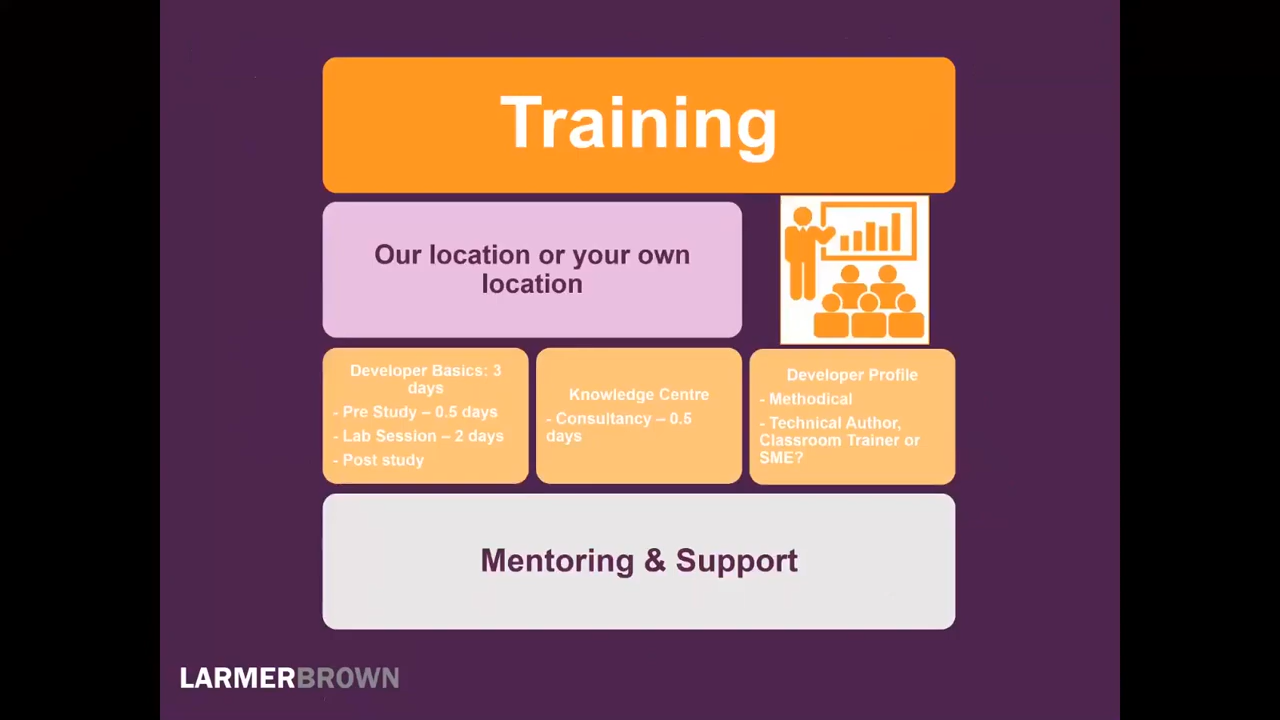 Training
Our location or your own
location
Developer Basics: 3
days
- Pre Study – 0.5 days
- Lab Session – 2 days
- Post study
Knowledge Centre
- Consultancy – 0.5
days
Developer Profile
- Methodical
- Technical Author,
Classroom Trainer or
SME?
Mentoring & Support
LARMERBROWN